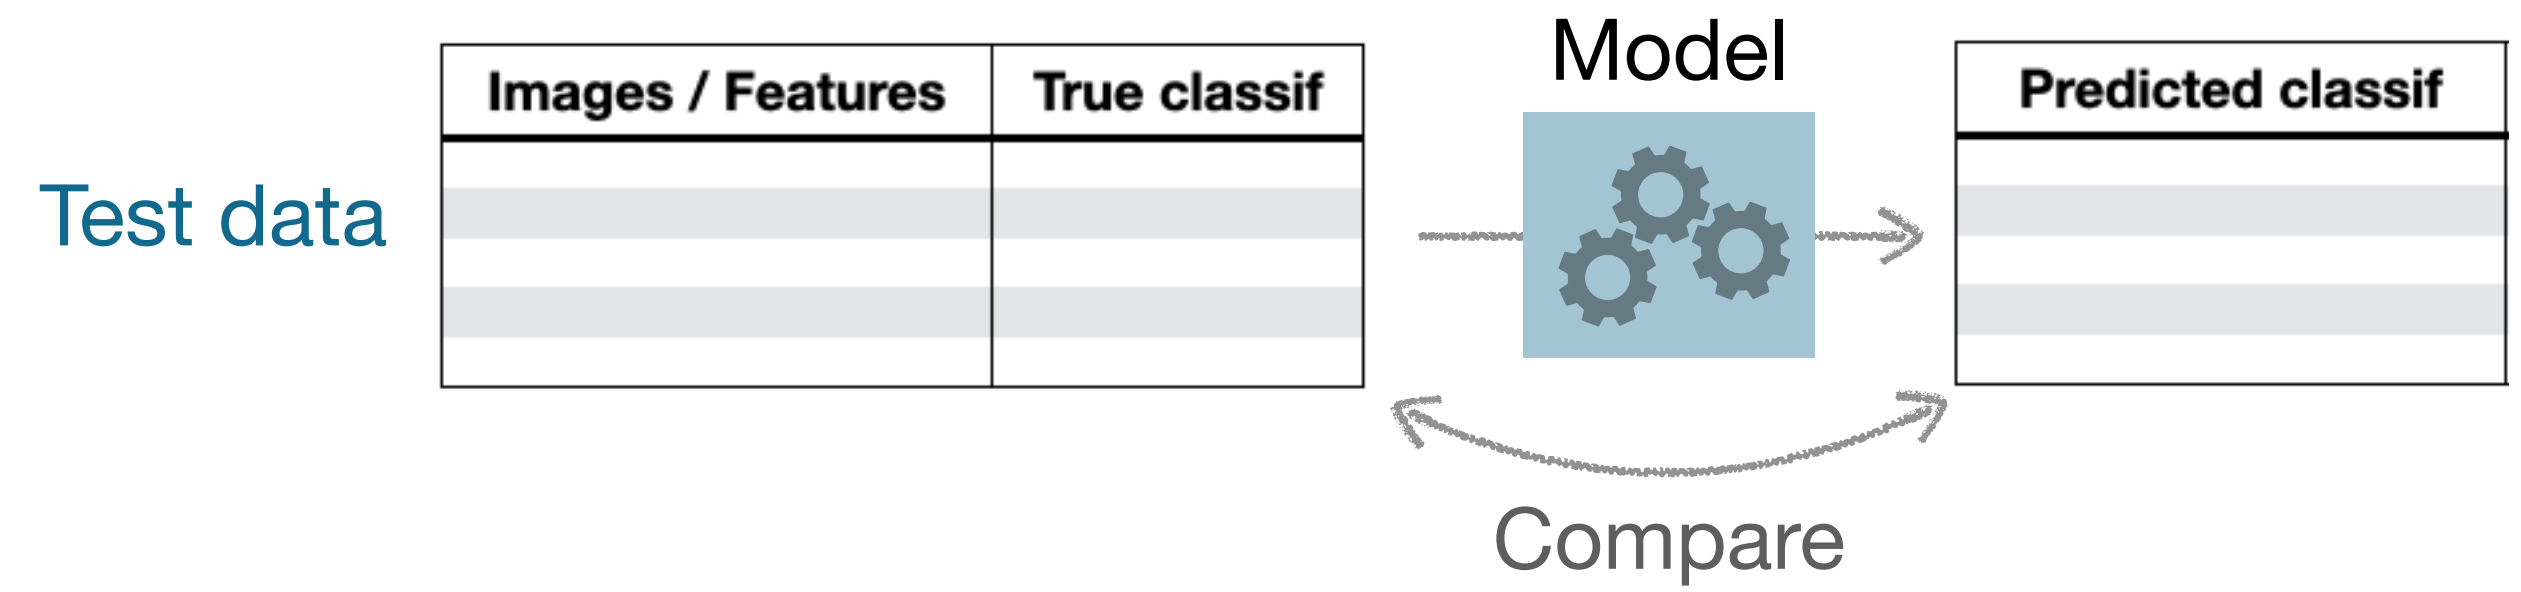 Model
Images / Features
True classif
Predicted classif
Test data
Compare